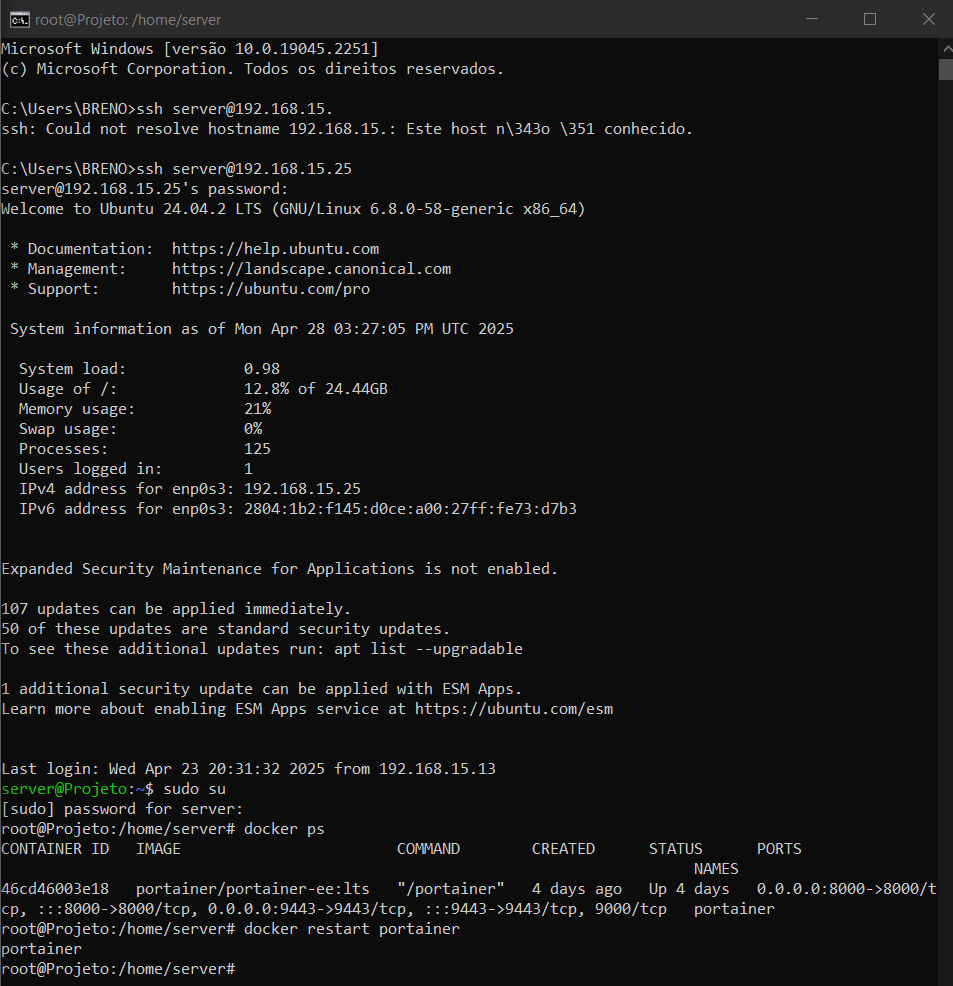 root@Projeto: /home/server
Microsoft Windows [versão 10.0.19045.2251]
(c) Microsoft Corporation. Todos os direitos reservados.
C:\Users\BRENO>ssh server@192.168.15.
ssh: Could not resolve hostname 192.168.15.: Este host n\343o \351 conhecido.
C:\Users\BRENO>ssh server@192.168.15.25
server@192.168.15.25's password:
Welcome to Ubuntu 24.04.2 LTS (GNU/Linux 6.8.0-58-generic x86_64)
 * Documentation:  https://help.ubuntu.com
 * Management:     https://landscape.canonical.com
 * Support:        https://ubuntu.com/pro
 System information as of Mon Apr 28 03:27:05 PM UTC 2025
  System load:             0.98
  Usage of /:              12.8% of 24.44GB
  Memory usage:            21%
  Swap usage:              0%
  Processes:               125
  Users logged in:         1
  IPv4 address for enp0s3: 192.168.15.25
  IPv6 address for enp0s3: 2804:1b2:f145:d0ce:a00:27ff:fe73:d7b3
Expanded Security Maintenance for Applications is not enabled.
107 updates can be applied immediately.
50 of these updates are standard security updates.
To see these additional updates run: apt list --upgradable
1 additional security update can be applied with ESM Apps.
Learn more about enabling ESM Apps service at https://ubuntu.com/esm
Last login: Wed Apr 23 20:31:32 2025 from 192.168.15.13
server@Projeto:~$ sudo su
[sudo] password for server:
root@Projeto:/home/server# docker ps
CONTAINER ID   IMAGE                        COMMAND        CREATED      STATUS      PORTS
                                                                             NAMES
46cd46003e18   portainer/portainer-ee:lts   "/portainer"   4 days ago   Up 4 days   0.0.0.0:8000->8000/t
cp, :::8000->8000/tcp, 0.0.0.0:9443->9443/tcp, :::9443->9443/tcp, 9000/tcp   portainer
root@Projeto:/home/server# docker restart portainer
portainer
root@Projeto:/home/server#